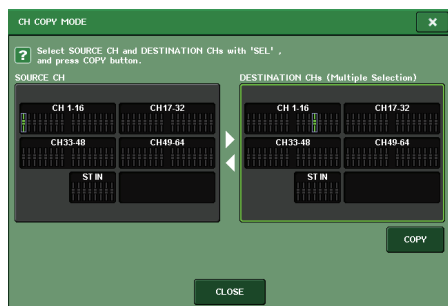 CH COPY MODE
?
Select SOURCE CH and DESTINATION CHs with 'SEL' ,
and press COPY button.
SOURCE CH
DESTINATION CHs (Multiple Selection)
CH 1-16
CH17-32
CH33-48
CH49-64
ST IN
CH 1-16
CH17-32
CH33-48
CH49-64
ST IN
COPY
CLOSE